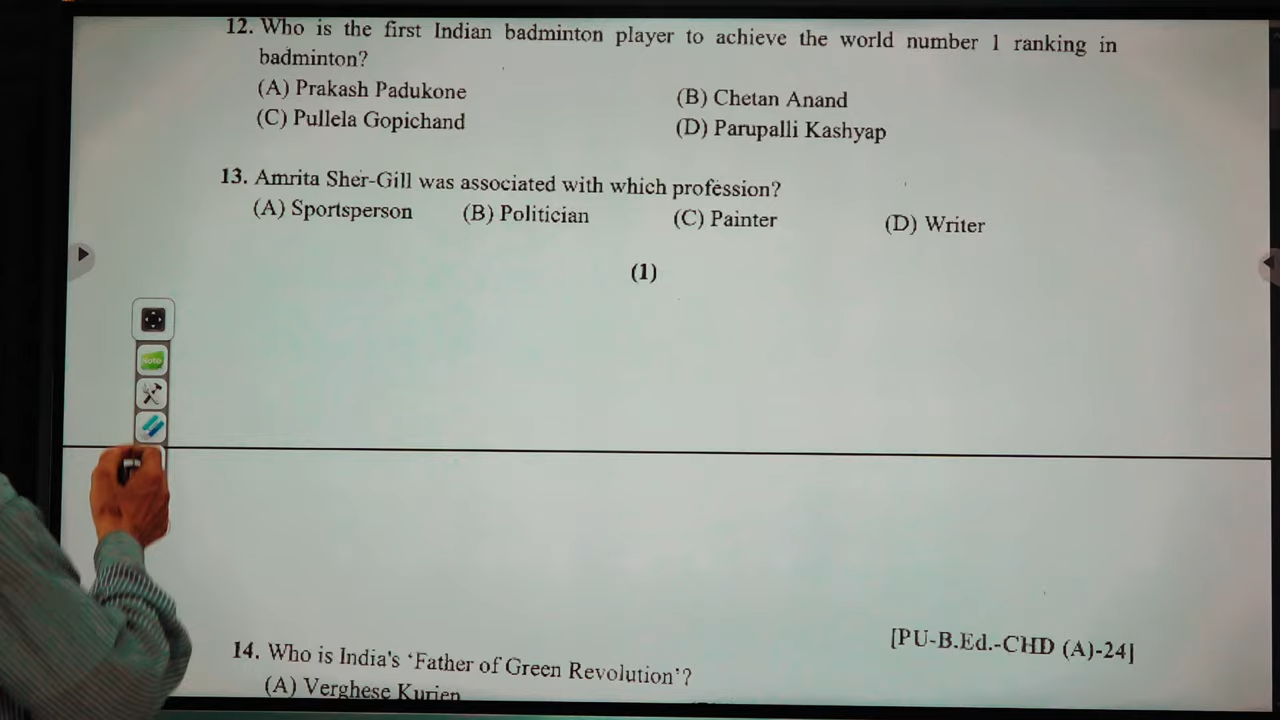 12. Who is the first Indian badminton player to achieve the world number 1 ranking in
badminton?
(A) Prakash Padukone (B) Chetan Anand
(C) Pullela Gopichand (D) Parupalli Kashyap
13. Amrita Sher-Gill was associated with which profession?
(A) Sportsperson (B) Politician (C) Painter (D) Writer
(1)
Note
[PU-B.Ed.-CHD (A)-24]
14. Who is India's 'Father of Green Revolution'?
(A) Verghese Kurien